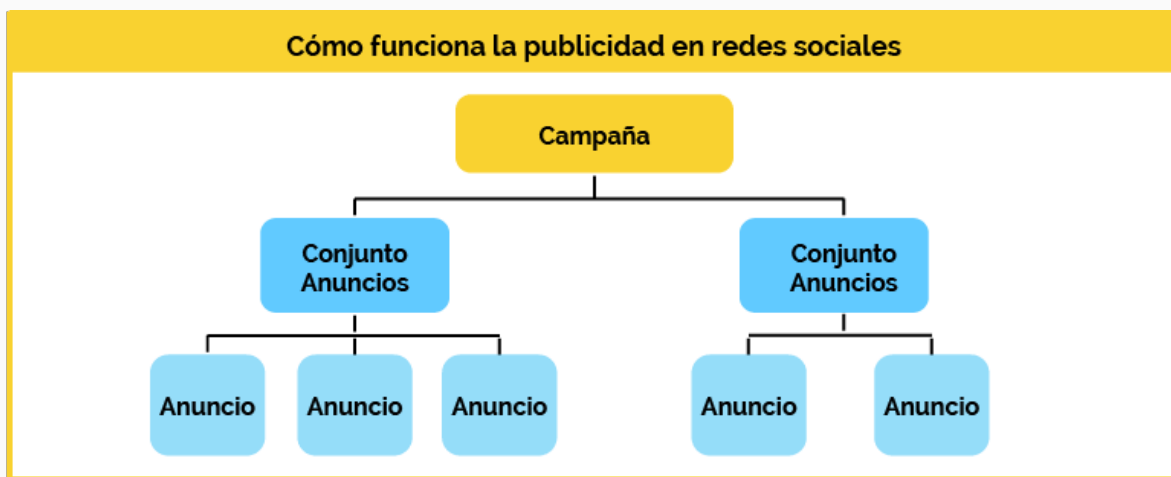 Cómo funciona la publicidad en redes sociales
Campaña
Conjunto
Anuncios
Conjunto
Anuncios
Anuncio
Anuncio
Anuncio
Anuncio
Anuncio